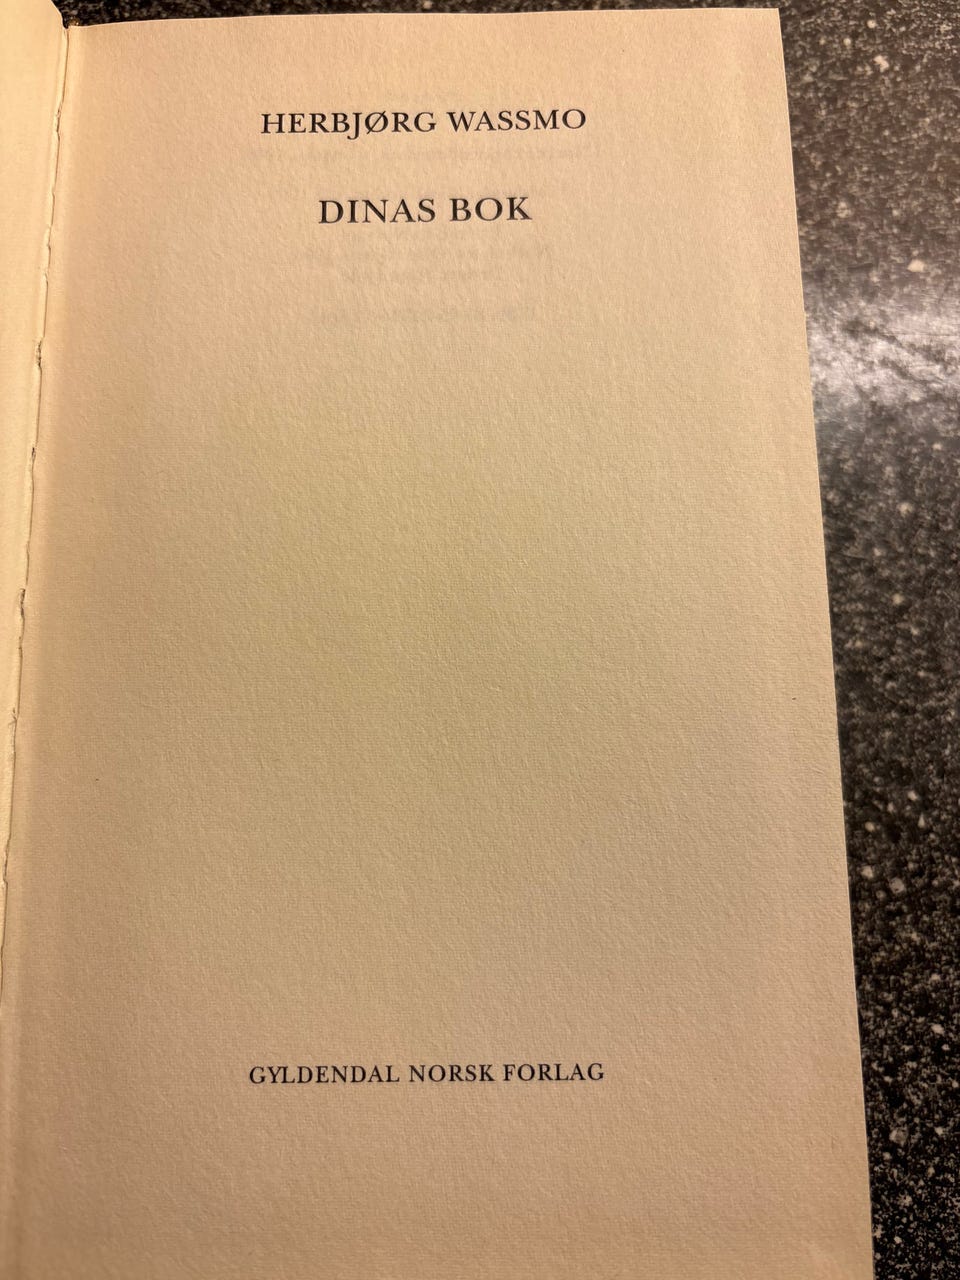 HERBJØRG WASSMO
DINAS BOK
GYLDENDAL NORSK FORLAG